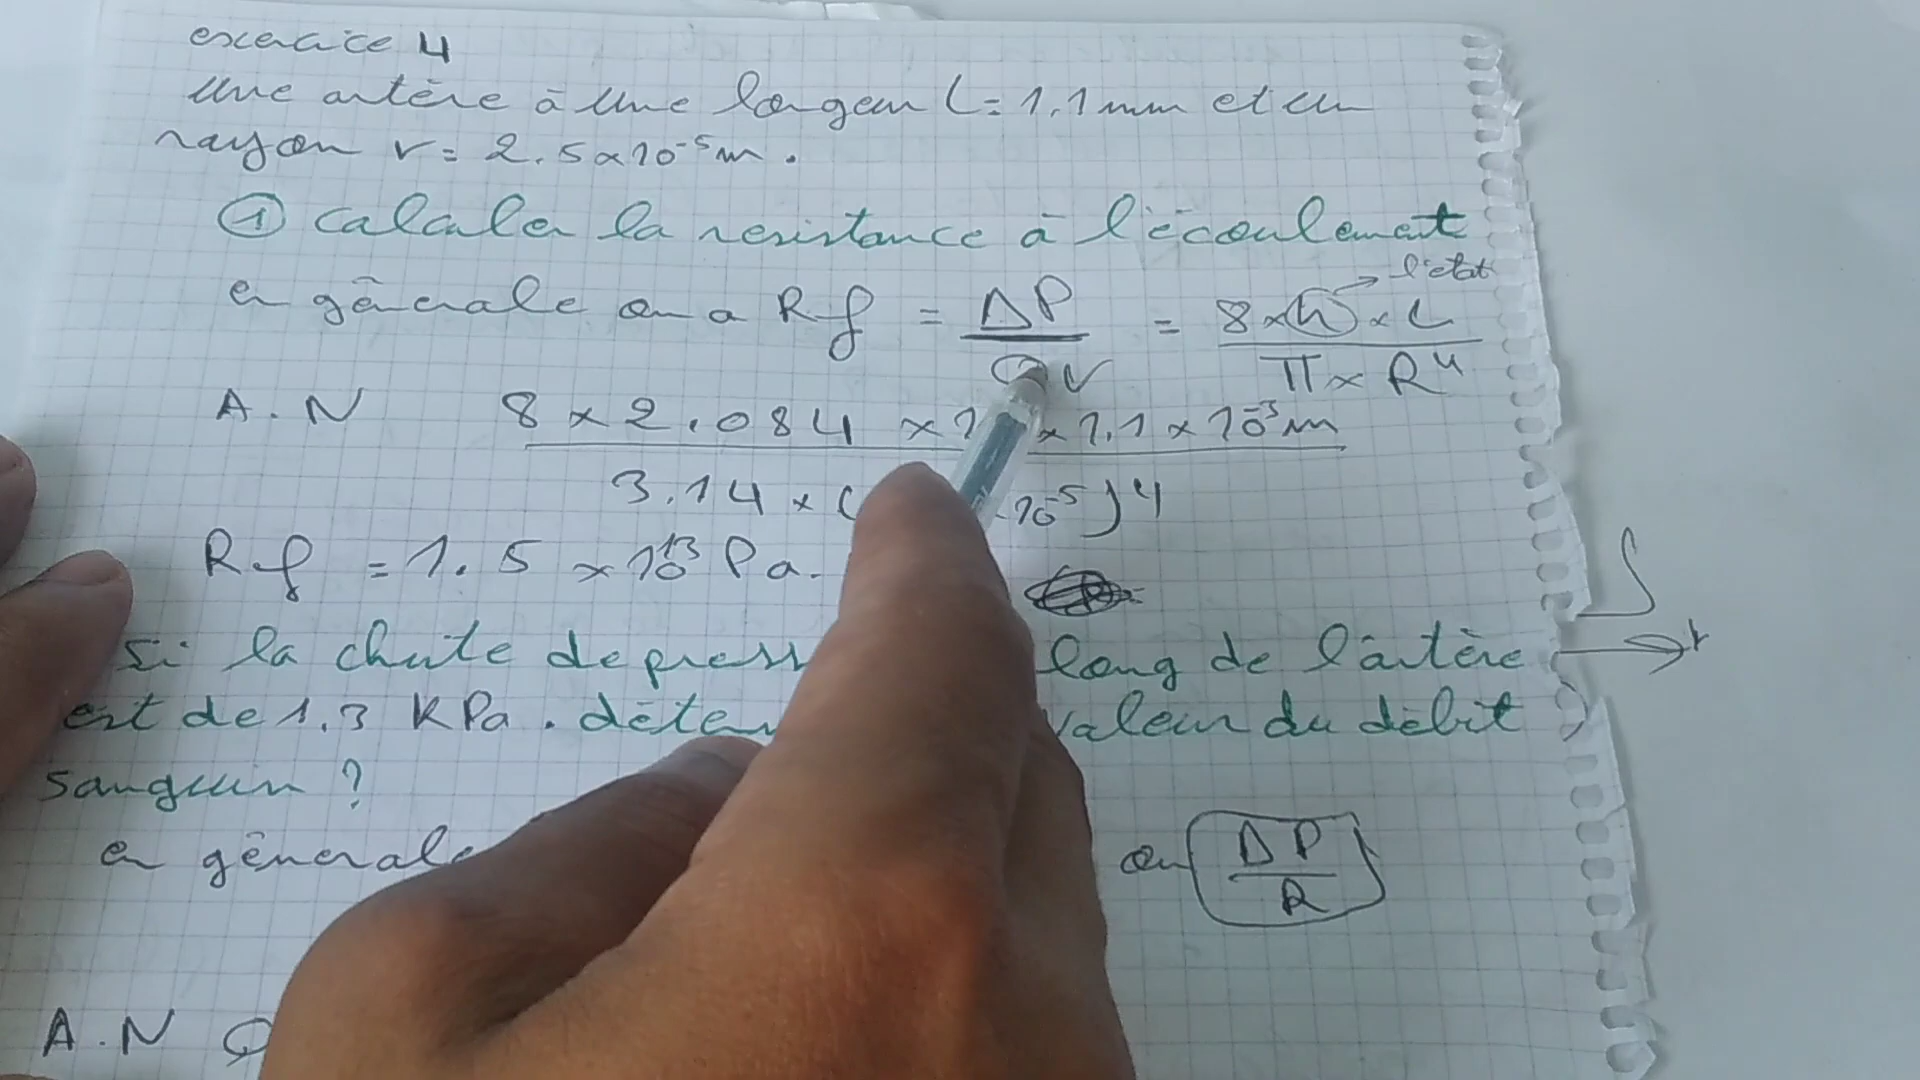 exercice 4
Une artère à une longeur L = 1.1 mm et un
rayon r = 2.5 x 10⁻⁵ m .
① calculer la resistance à l'écoulement
en générale on a Rf = ΔP / Qv = 8 x η x L / π x R⁴ → l'état
A.N 8 x 2.084 x 1.1 x 10⁻³ m
3.14 x ( 10⁻⁵ )⁴
Rf = 1.5 x 10¹³ Pa.
si la chute de long de l'artère
est de 1.3 KPa . valeur du débit
sanguin ?
en générale ou ΔP / R
A.N Q
r